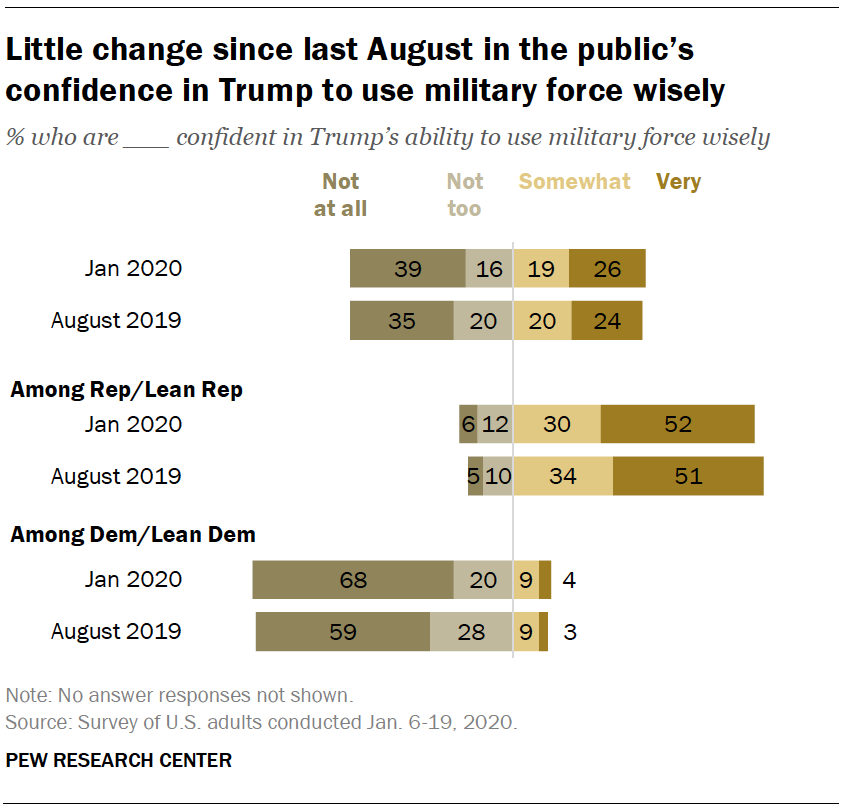 Little change since last August in the public's
confidence in Trump to use military force wisely
% who are ___ confident in Trump's ability to use military force wisely
Not at all Not too Somewhat Very
Jan 2020 39 16 19 26
August 2019 35 20 20 24
Among Rep/Lean Rep
Jan 2020 6 12 30 52
August 2019 5 10 34 51
Among Dem/Lean Dem
Jan 2020 68 20 9 4
August 2019 59 28 9 3
Note: No answer responses not shown.
Source: Survey of U.S. adults conducted Jan. 6-19, 2020.
PEW RESEARCH CENTER